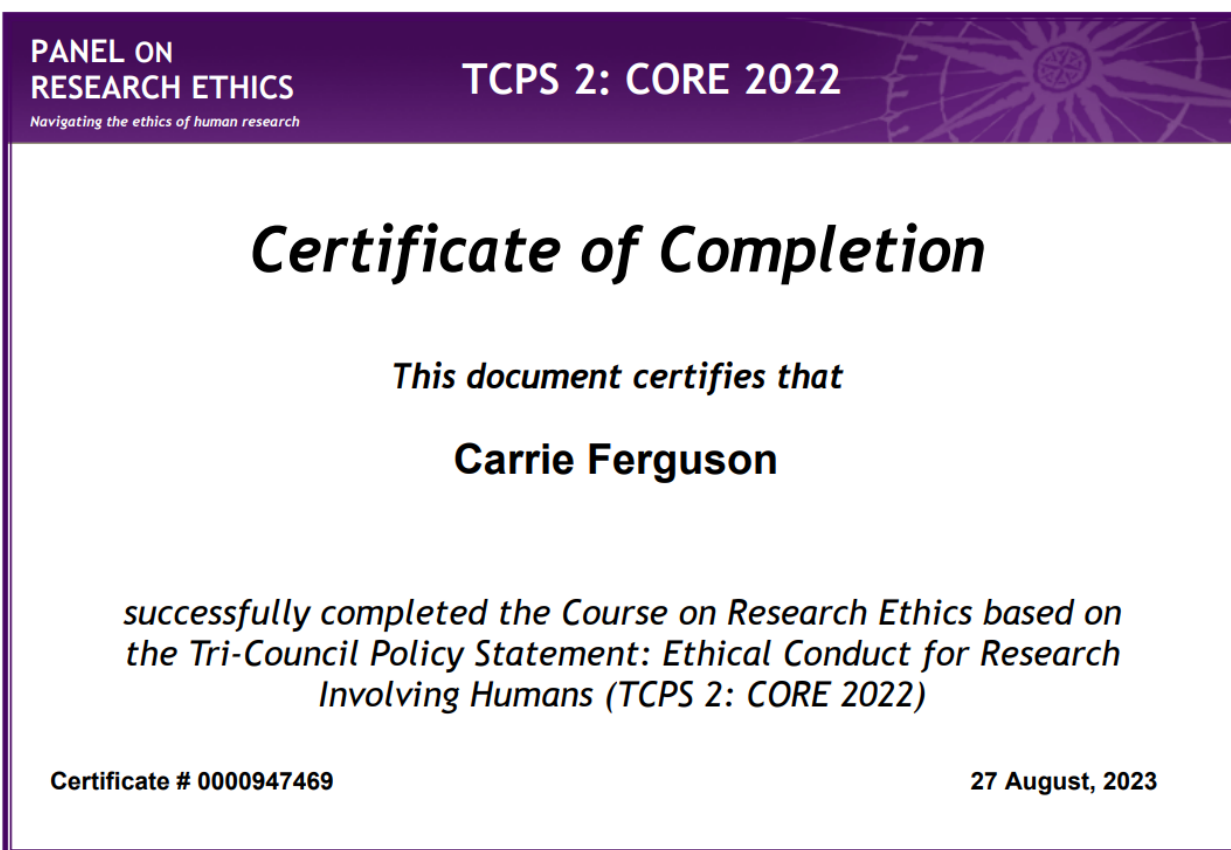 PANEL ON
RESEARCH ETHICS
Navigating the ethics of human research
TCPS 2: CORE 2022
Certificate of Completion
This document certifies that
Carrie Ferguson
successfully completed the Course on Research Ethics based on
the Tri-Council Policy Statement: Ethical Conduct for Research
Involving Humans (TCPS 2: CORE 2022)
Certificate # 0000947469
27 August, 2023